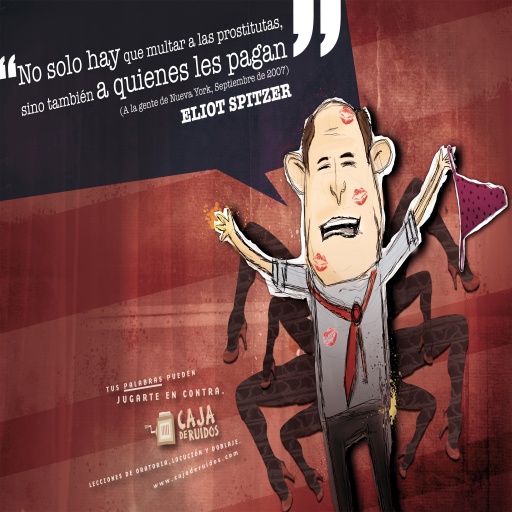 “No solo hay que multar a las prostitutas,
sino también a quienes les pagan”
(A la gente de Nueva York, Septiembre de 2007)
ELIOT SPITZER
TUS PALABRAS PUEDEN
JUGARTE EN CONTRA.
CAJA
DE RUIDOS
LECCIONES DE ORATORIA, LOCUCIÓN Y DOBLAJE.
www.cajaderuidos.com